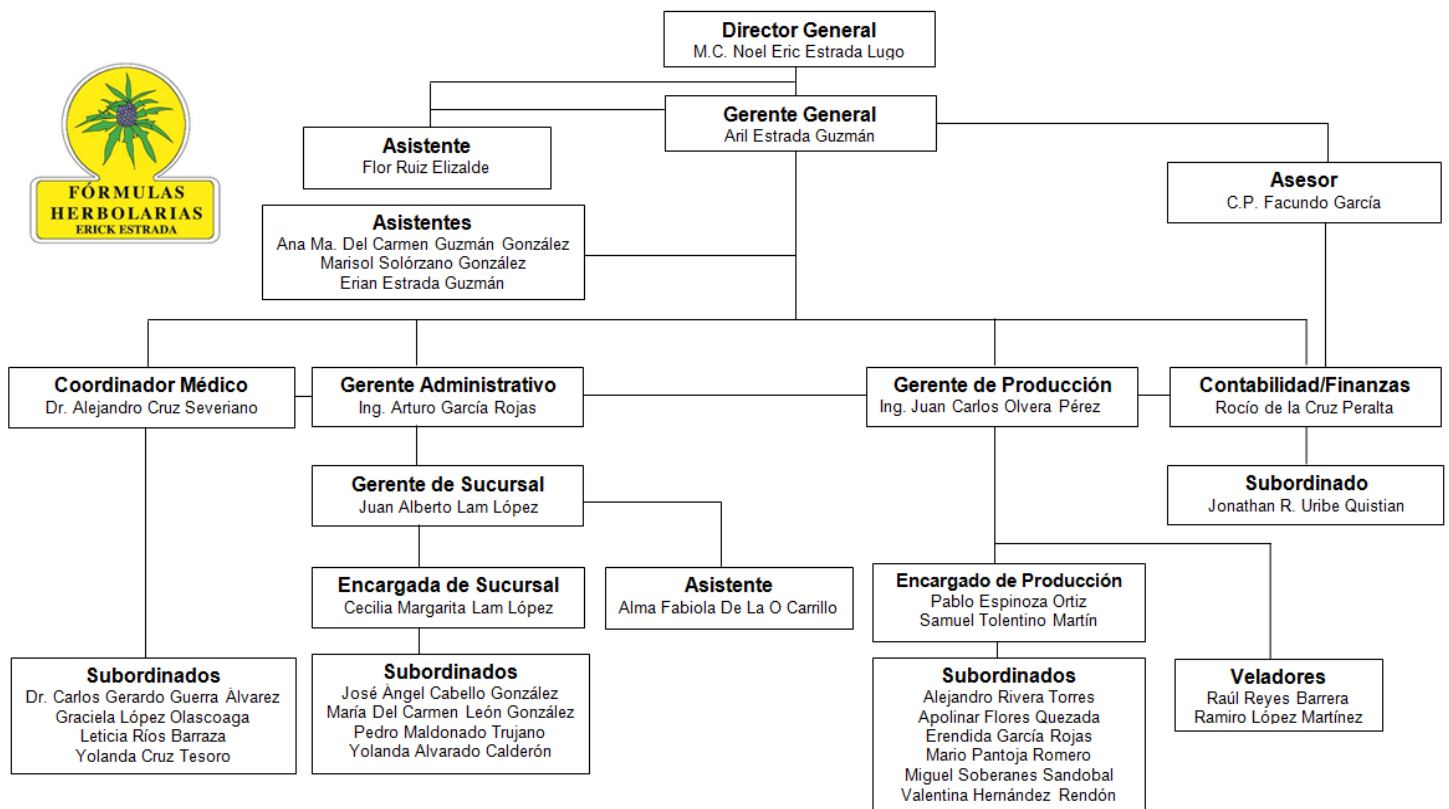 Director General
M.C. Noel Eric Estrada Lugo
Gerente General
Aril Estrada Guzmán
Asistente
Flor Ruiz Elizalde
FÓRMULAS
HERBOLARIAS
ERICK ESTRADA
Asesor
C.P. Facundo García
Asistentes
Ana Ma. Del Carmen Guzmán González
Marisol Solórzano González
Erian Estrada Guzmán
Coordinador Médico
Dr. Alejandro Cruz Severiano
Gerente Administrativo
Ing. Arturo García Rojas
Gerente de Producción
Ing. Juan Carlos Olvera Pérez
Contabilidad/Finanzas
Rocío de la Cruz Peralta
Gerente de Sucursal
Juan Alberto Lam López
Subordinado
Jonathan R. Uribe Quistian
Encargada de Sucursal
Cecilia Margarita Lam López
Asistente
Alma Fabiola De La O Carrillo
Encargado de Producción
Pablo Espinoza Ortiz
Samuel Tolentino Martín
Subordinados
Dr. Carlos Gerardo Guerra Àlvarez
Graciela López Olascoaga
Leticia Ríos Barraza
Yolanda Cruz Tesoro
Subordinados
José Àngel Cabello González
María Del Carmen León González
Pedro Maldonado Trujano
Yolanda Alvarado Calderón
Subordinados
Alejandro Rivera Torres
Apolinar Flores Quezada
Erendida García Rojas
Mario Pantoja Romero
Miguel Soberanes Sandobal
Valentina Hernández Rendón
Veladores
Raúl Reyes Barrera
Ramiro López Martínez